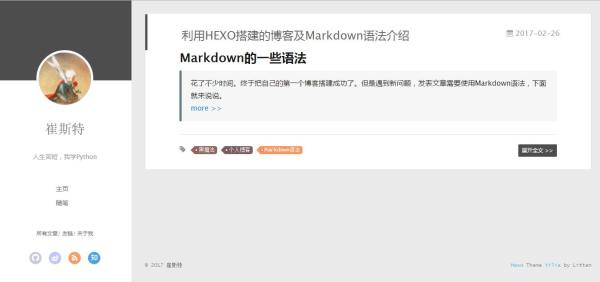 崔斯特
人生苦短，我学Python
主页
随笔
所有文章/ 友链/ 关于我
知
利用HEXO搭建的博客及Markdown语法介绍
2017-02-26
Markdown的一些语法
花了不少时间。终于把自己的第一个博客搭建成功了。但是遇到新问题，发表文章需要使用Markdown语法，下面
就来说说。
more >>
黑魔法
个人博客
Markdown语法
展开全文 >>
© 2017 崔斯特
Hexo Theme Yilia by Litten